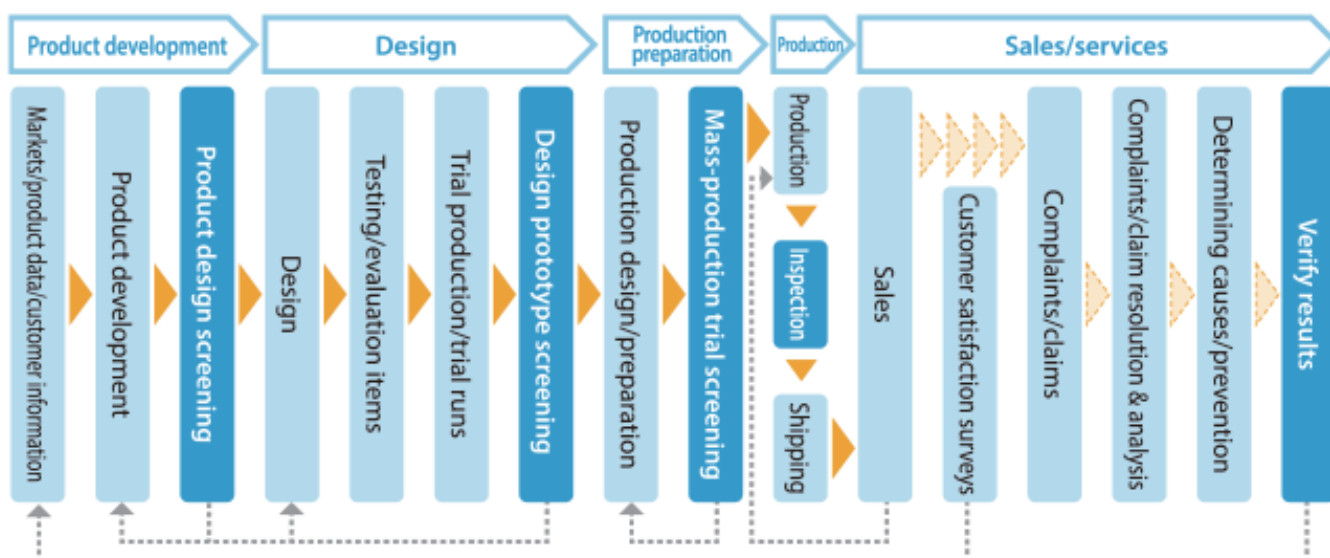 Product development
Design
Production
preparation
Production
Sales/services
Markets/product data/customer information
Product development
Product design screening
Design
Testing/evaluation items
Trial production/trial runs
Design prototype screening
Production design/preparation
Mass-production trial screening
Production
Inspection
Shipping
Sales
Customer satisfaction surveys
Complaints/claims
Complaints/claim resolution & analysis
Determining causes/prevention
Verify results